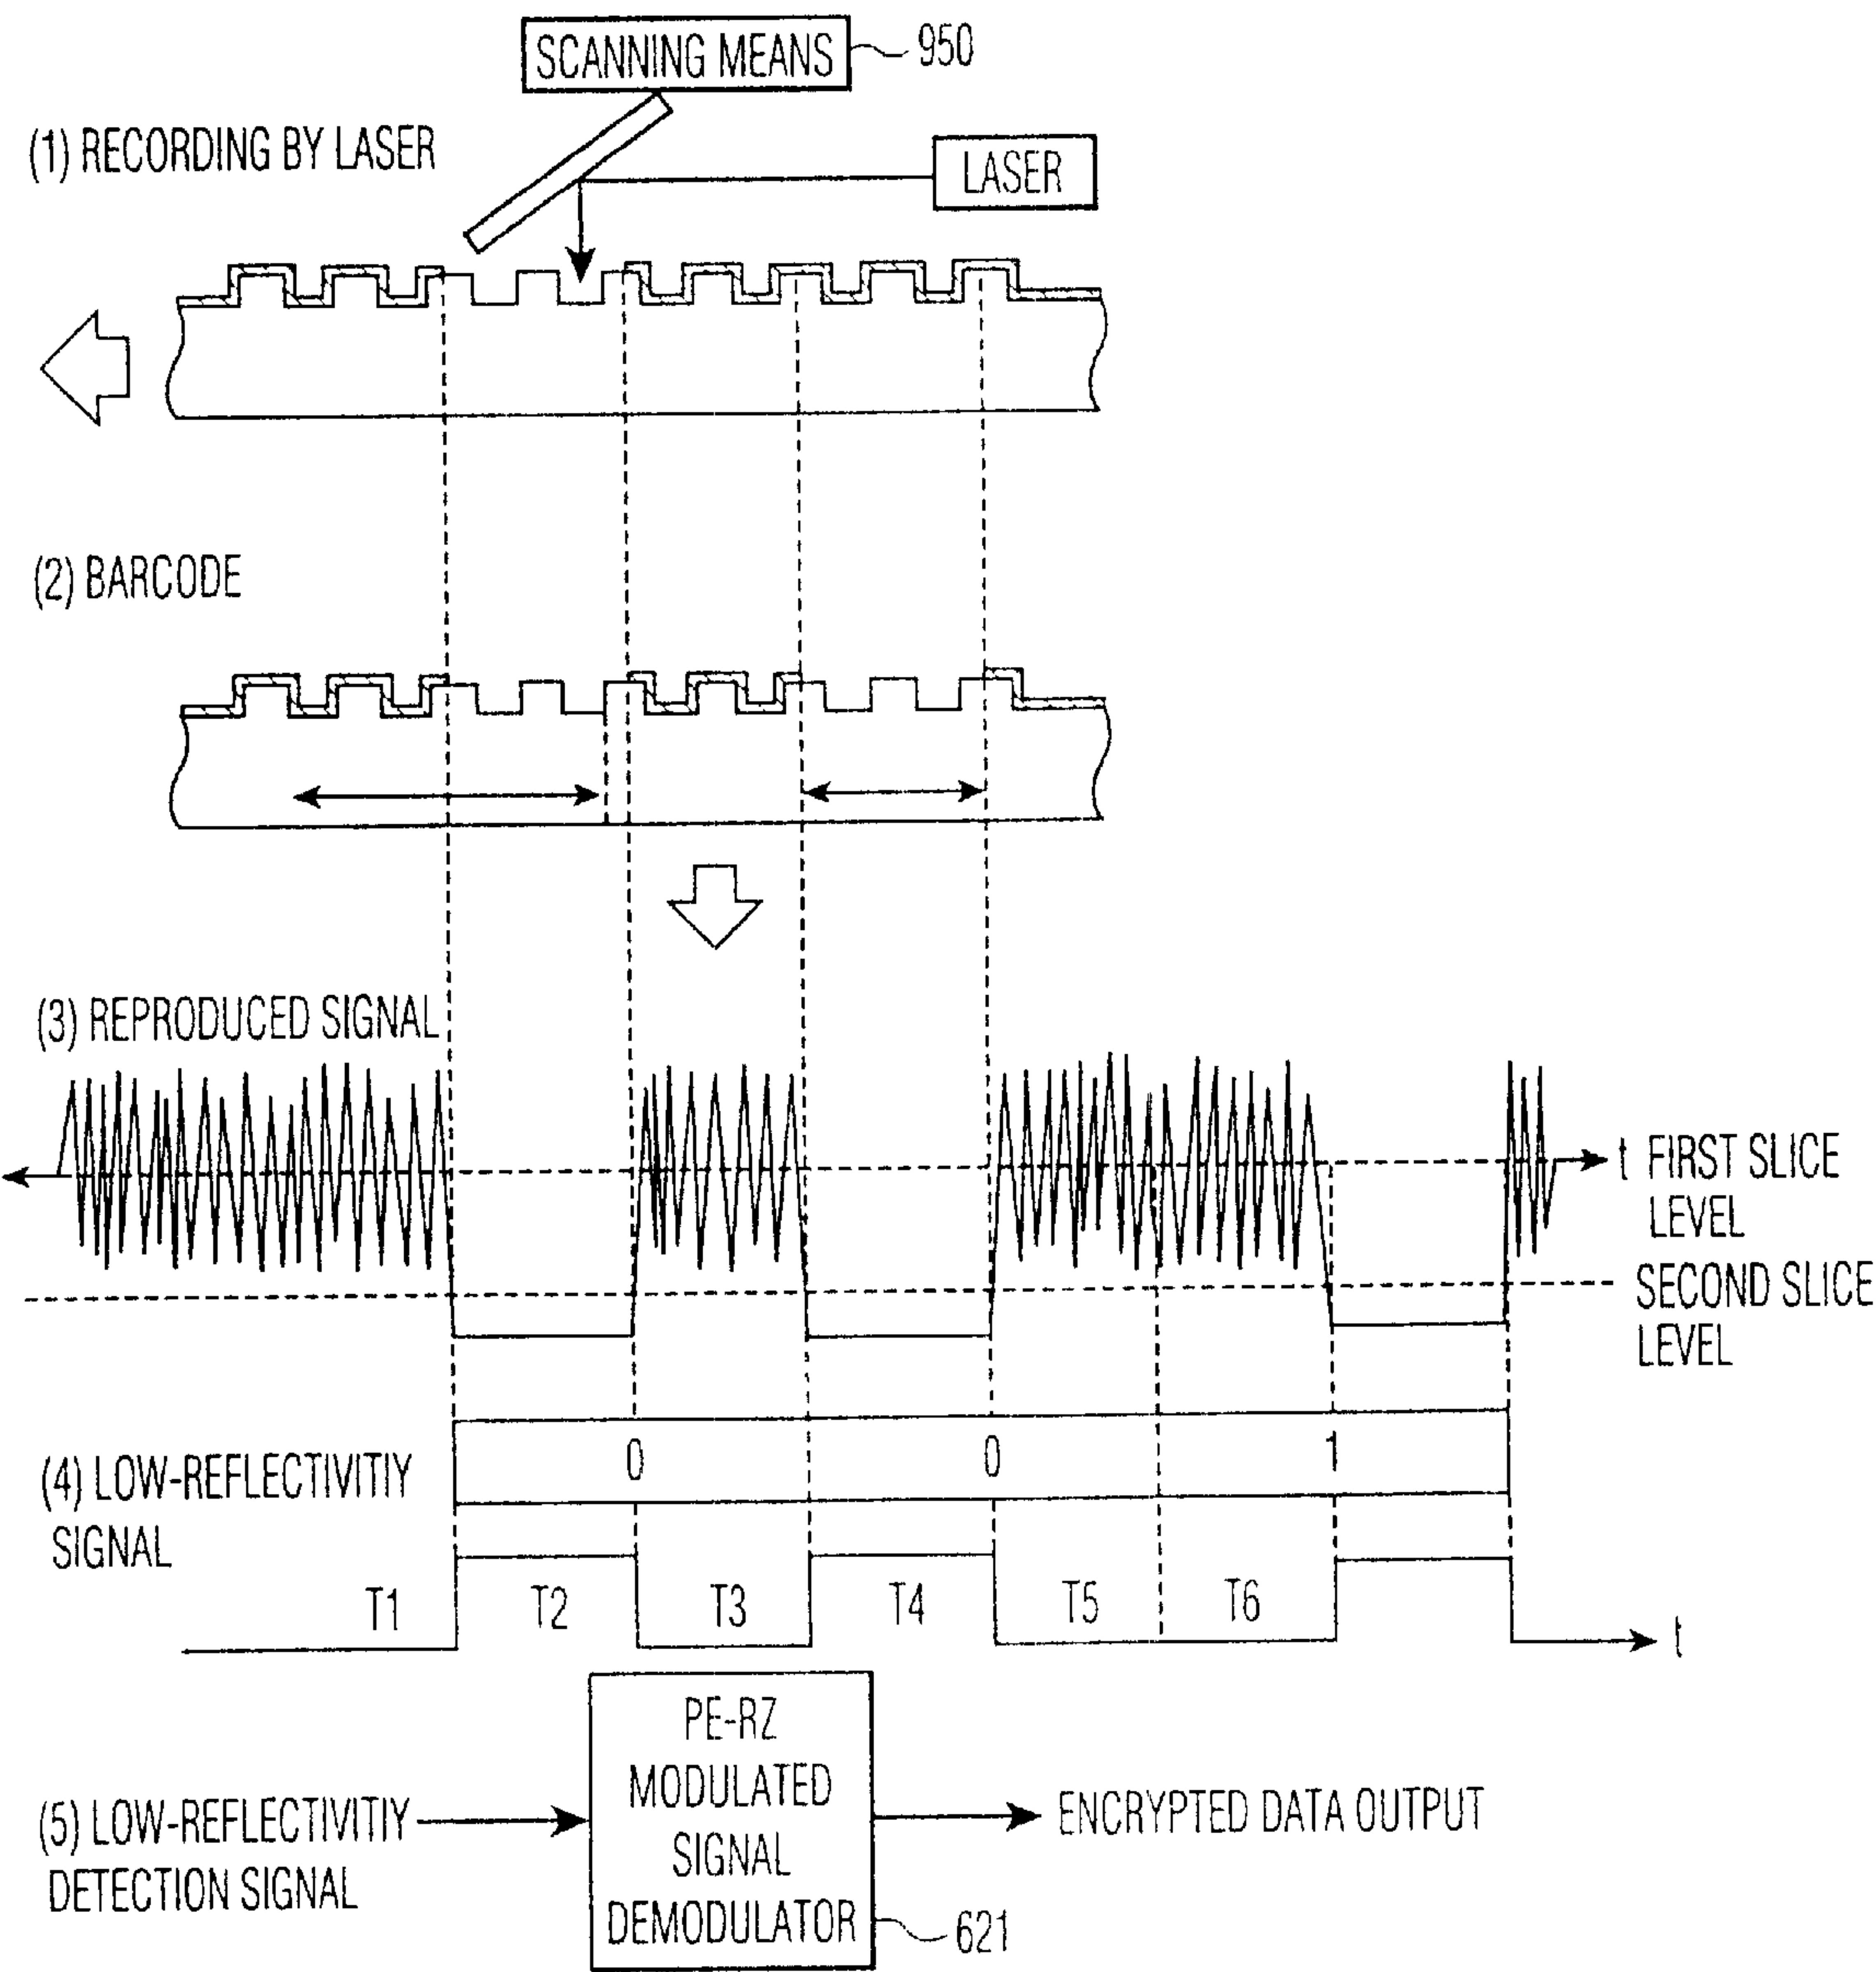 SCANNING MEANS
950
(1) RECORDING BY LASER
LASER
(2) BARCODE
(3) REPRODUCED SIGNAL
t FIRST SLICE
LEVEL
SECOND SLICE
LEVEL
(4) LOW-REFLECTIVITIY
SIGNAL
0 0 1
T1 T2 T3 T4 T5 T6
t
(5) LOW-REFLECTIVITIY
DETECTION SIGNAL
PE-RZ
MODULATED
SIGNAL
DEMODULATOR
621
ENCRYPTED DATA OUTPUT